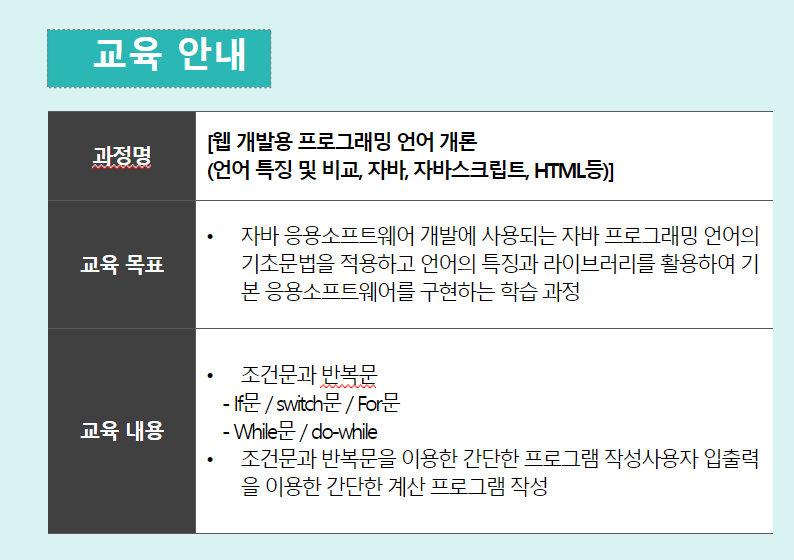 교육 안내
과정명
[웹 개발용 프로그래밍 언어 개론
(언어 특징 및 비교, 자바, 자바스크립트, HTML등)]
교육 목표
• 자바 응용소프트웨어 개발에 사용되는 자바 프로그래밍 언어의
기초문법을 적용하고 언어의 특징과 라이브러리를 활용하여 기
본 응용소프트웨어를 구현하는 학습 과정
교육 내용
• 조건문과 반복문
- If문 / switch문 / For문
- While문 / do-while
• 조건문과 반복문을 이용한 간단한 프로그램 작성사용자 입출력
을 이용한 간단한 계산 프로그램 작성